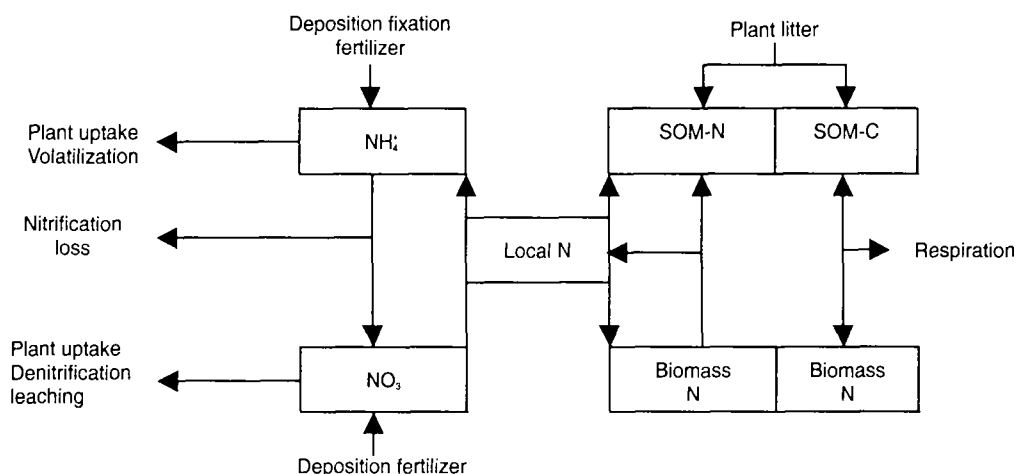 Deposition fixation
fertilizer
Plant litter
Plant uptake
Volatilization
NH₄⁺
SOM-N
SOM-C
Nitrification
loss
Local N
Respiration
Plant uptake
Denitrification
leaching
NO₃
Biomass
N
Biomass
N
Deposition fertilizer